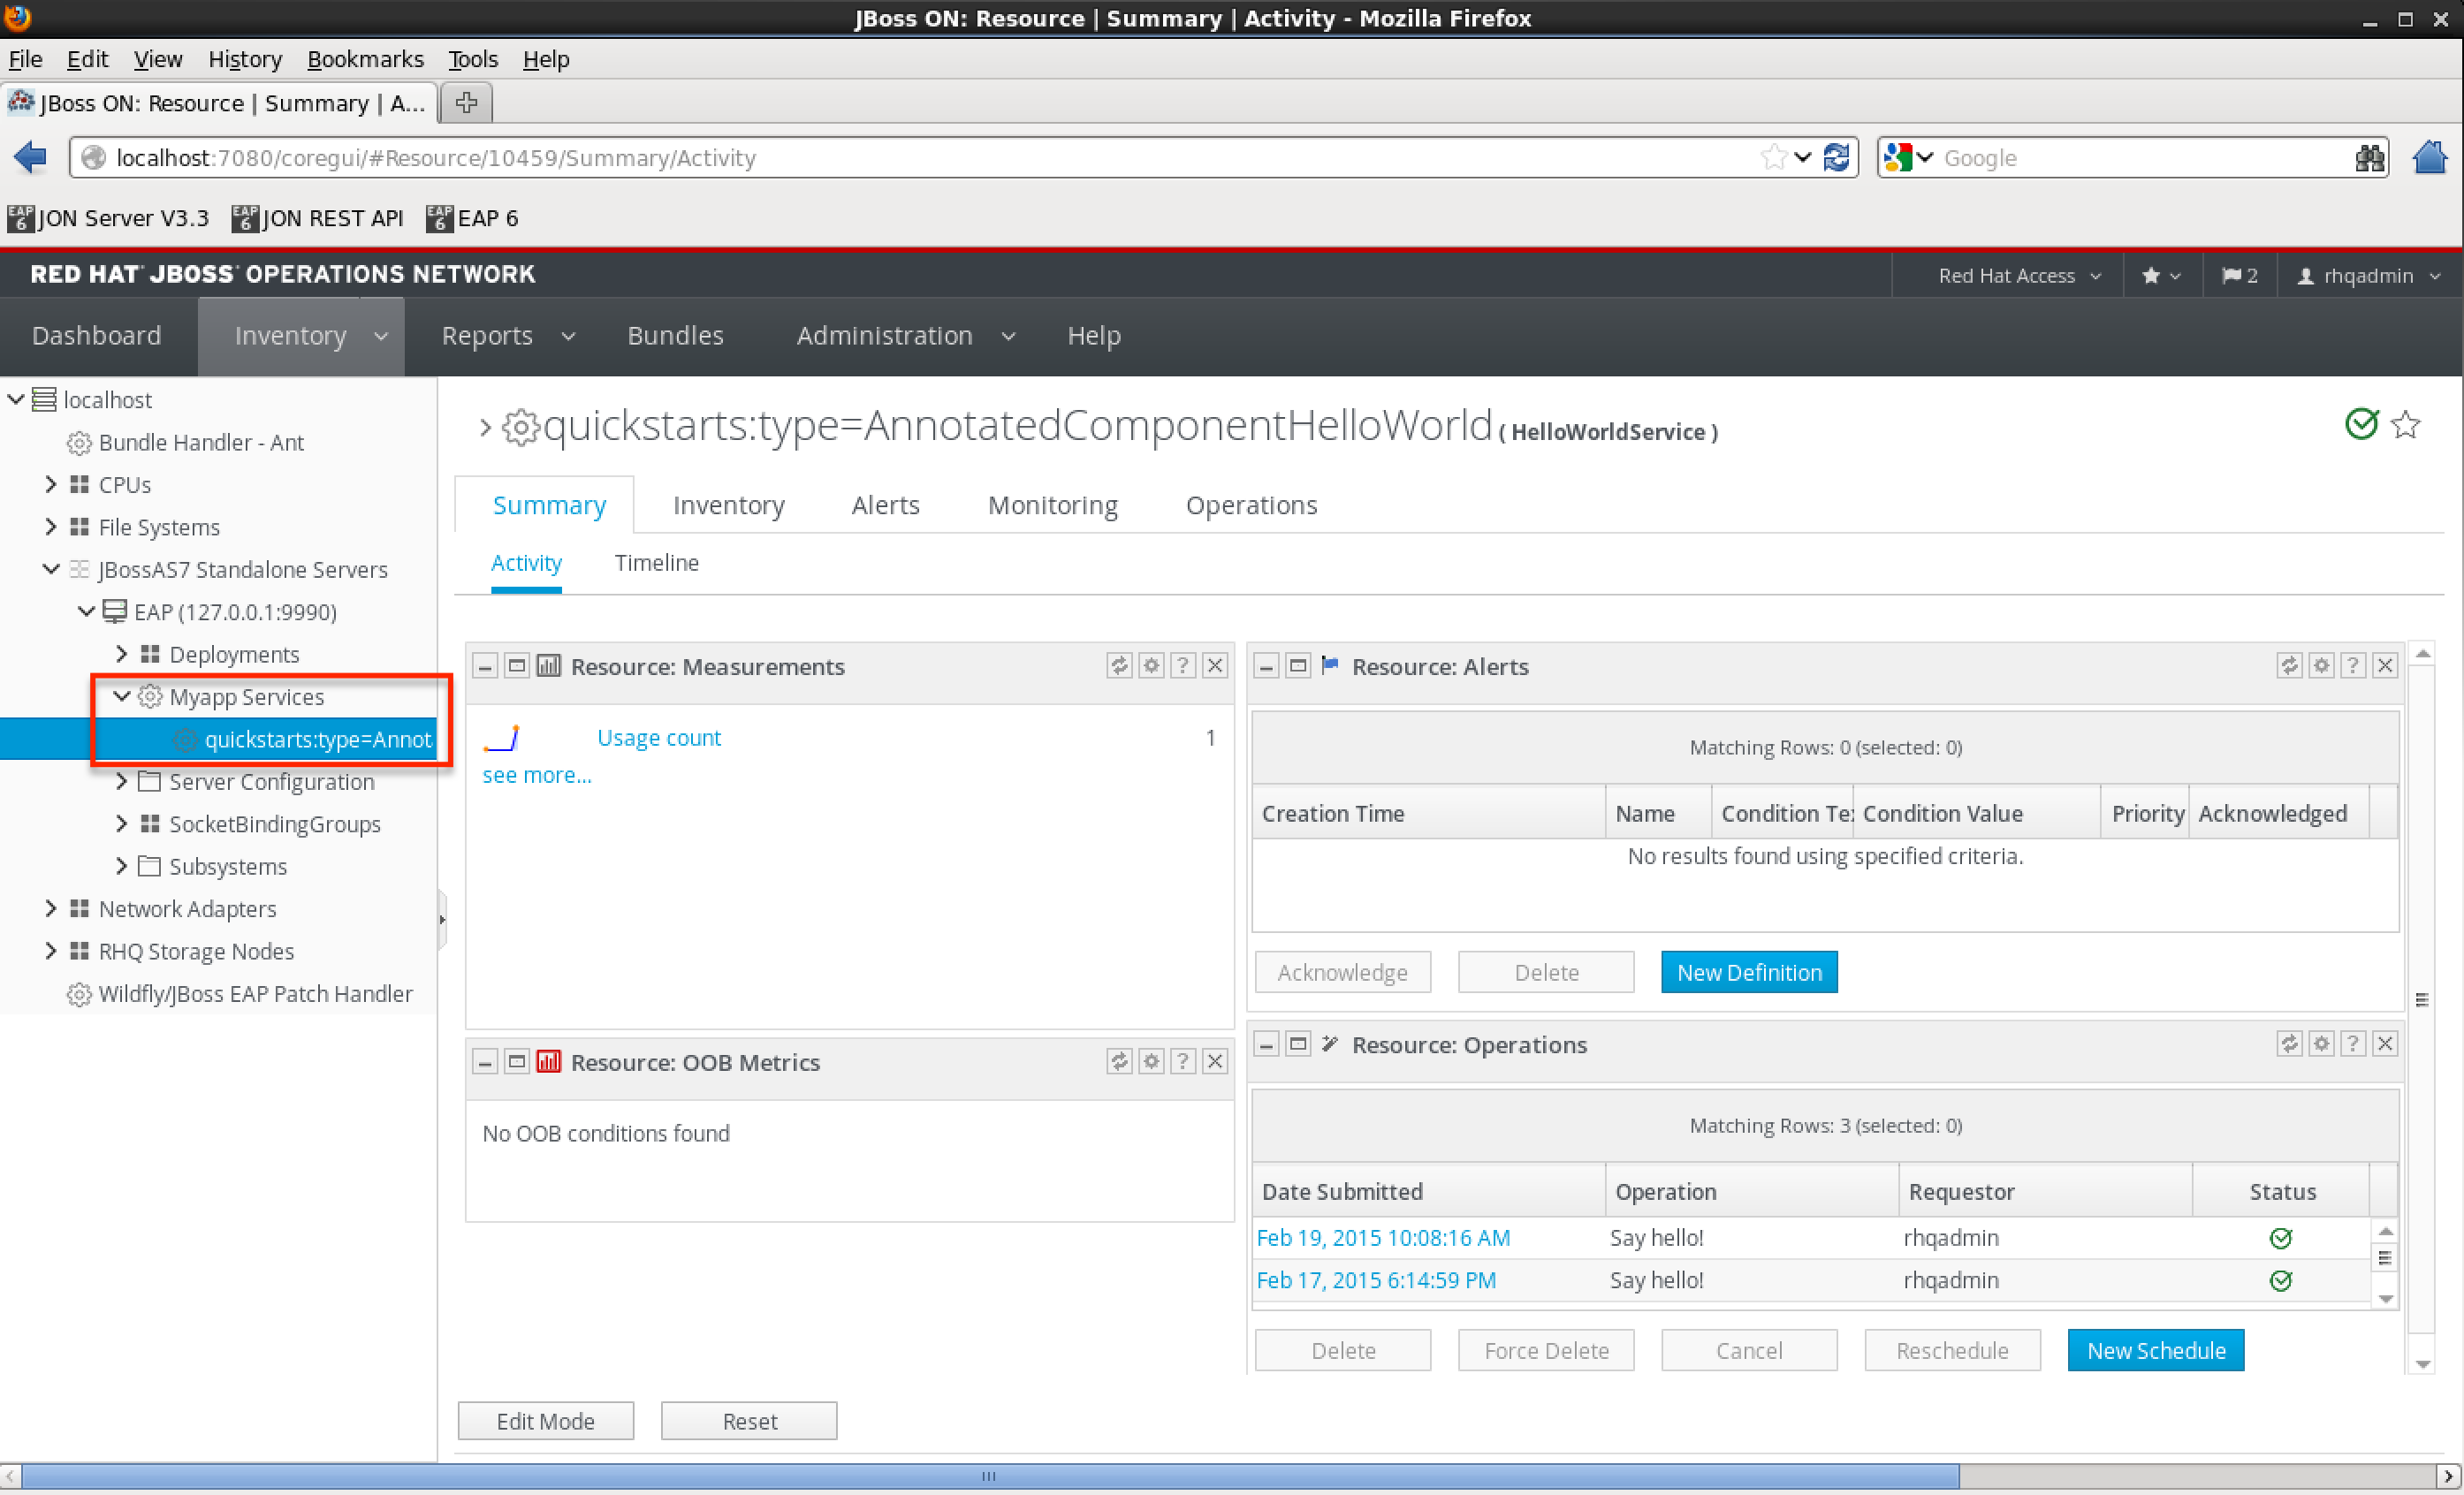 JBoss ON: Resource | Summary | Activity - Mozilla Firefox
File Edit View History Bookmarks Tools Help
JBoss ON: Resource | Summary | A...
localhost:7080/coregui/#Resource/10459/Summary/Activity
Google
EAP 6 JON Server V3.3 EAP 6 JON REST API EAP 6 EAP 6
RED HAT JBOSS OPERATIONS NETWORK
Red Hat Access 2 rhqadmin
Dashboard Inventory Reports Bundles Administration Help
localhost
Bundle Handler - Ant
CPUs
File Systems
JBossAS7 Standalone Servers
EAP (127.0.0.1:9990)
Deployments
Myapp Services
quickstarts:type=Annot
Server Configuration
SocketBindingGroups
Subsystems
Network Adapters
RHQ Storage Nodes
Wildfly/JBoss EAP Patch Handler
quickstarts:type=AnnotatedComponentHelloWorld ( HelloWorldService )
Summary Inventory Alerts Monitoring Operations
Activity Timeline
Resource: Measurements
?
Usage count 1
see more...
Resource: OOB Metrics
?
No OOB conditions found
Resource: Alerts
?
Matching Rows: 0 (selected: 0)
Creation Time Name Condition Te Condition Value Priority Acknowledged
No results found using specified criteria.
Acknowledge Delete New Definition
Resource: Operations
?
Matching Rows: 3 (selected: 0)
Date Submitted Operation Requestor Status
Feb 19, 2015 10:08:16 AM Say hello! rhqadmin
Feb 17, 2015 6:14:59 PM Say hello! rhqadmin
Delete Force Delete Cancel Reschedule New Schedule
Edit Mode Reset